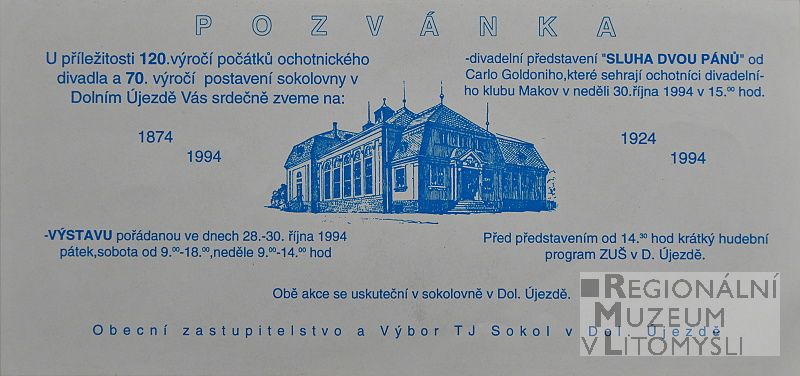 POZVÁNKA
U příležitosti 120.výročí počátků ochotnického
divadla a 70. výročí postavení sokolovny v
Dolním Újezdě Vás srdečně zveme na:
1874
1994
-divadelní představení "SLUHA DVOU PÁNŮ" od
Carlo Goldoniho,které sehrají ochotníci divadelní-
ho klubu Makov v neděli 30.října 1994 v 15.⁰⁰ hod.
1924
1994
-VÝSTAVU pořádanou ve dnech 28.-30. října 1994
pátek,sobota od 9.⁰⁰-18.⁰⁰,neděle 9.⁰⁰-14.⁰⁰ hod
Před představením od 14.³⁰ hod krátký hudební
program ZUŠ v D. Újezdě.
Obě akce se uskuteční v sokolovně v Dol. Újezdě.
Obecní zastupitelstvo a Výbor TJ Sokol v Dol. Újezdě
REGIONÁLNÍ
MUZEUM
V LITOMYŠLI